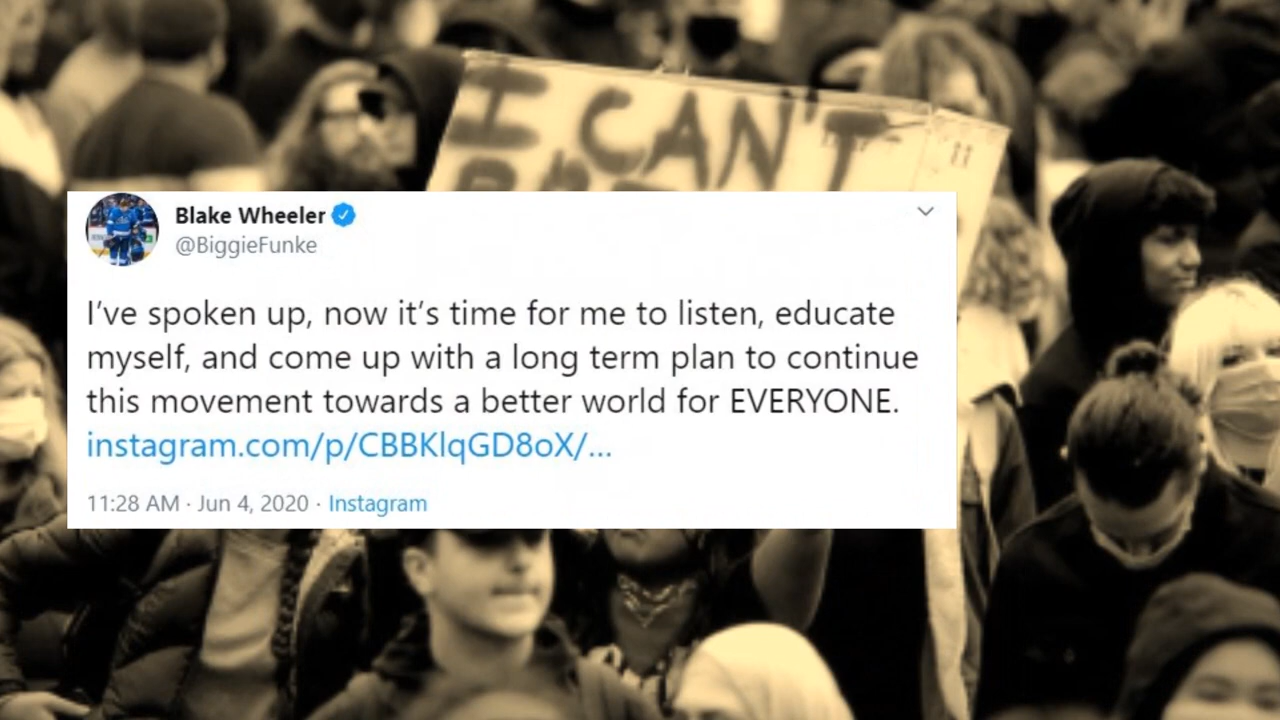 I CAN'T
Blake Wheeler
@BiggieFunke
I've spoken up, now it's time for me to listen, educate
myself, and come up with a long term plan to continue
this movement towards a better world for EVERYONE.
instagram.com/p/CBBKlqGD8oX/...
11:28 AM · Jun 4, 2020 · Instagram